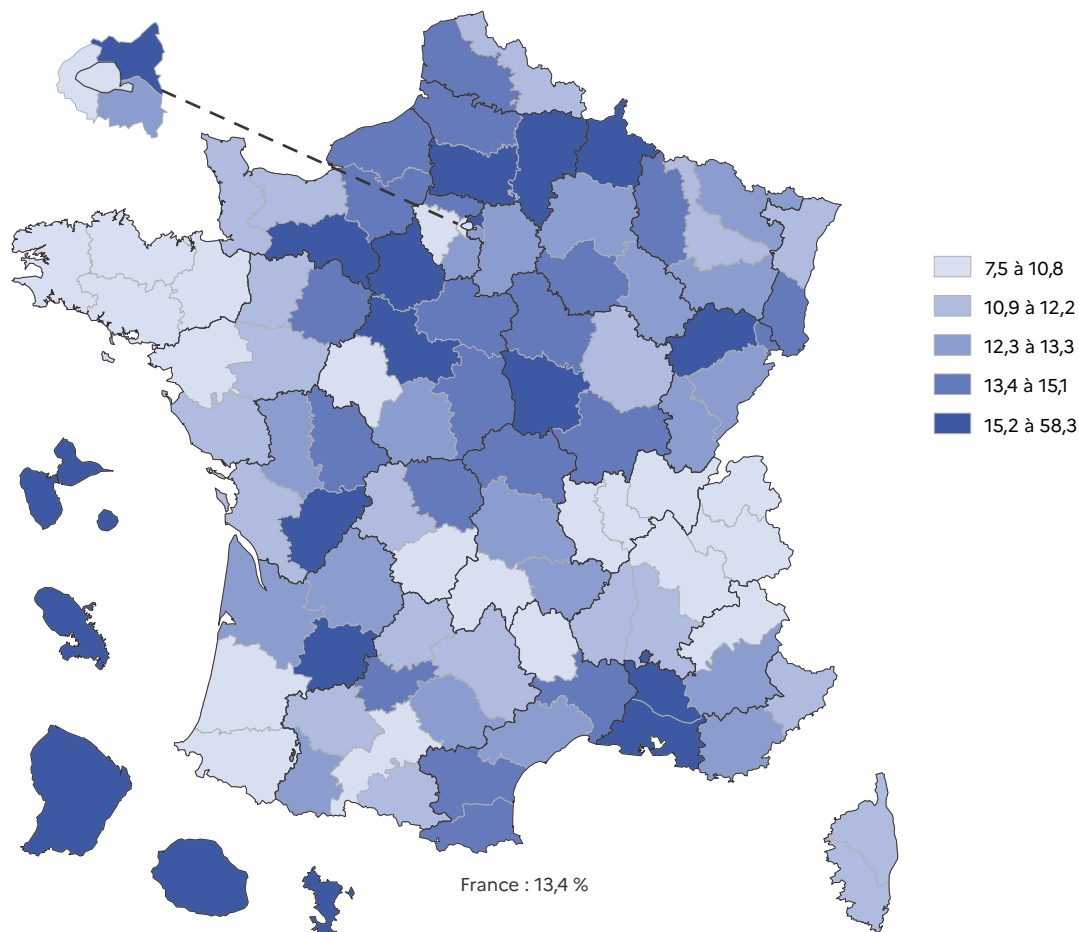 7,5 à 10,8
10,9 à 12,2
12,3 à 13,3
13,4 à 15,1
15,2 à 58,3
France : 13,4 %